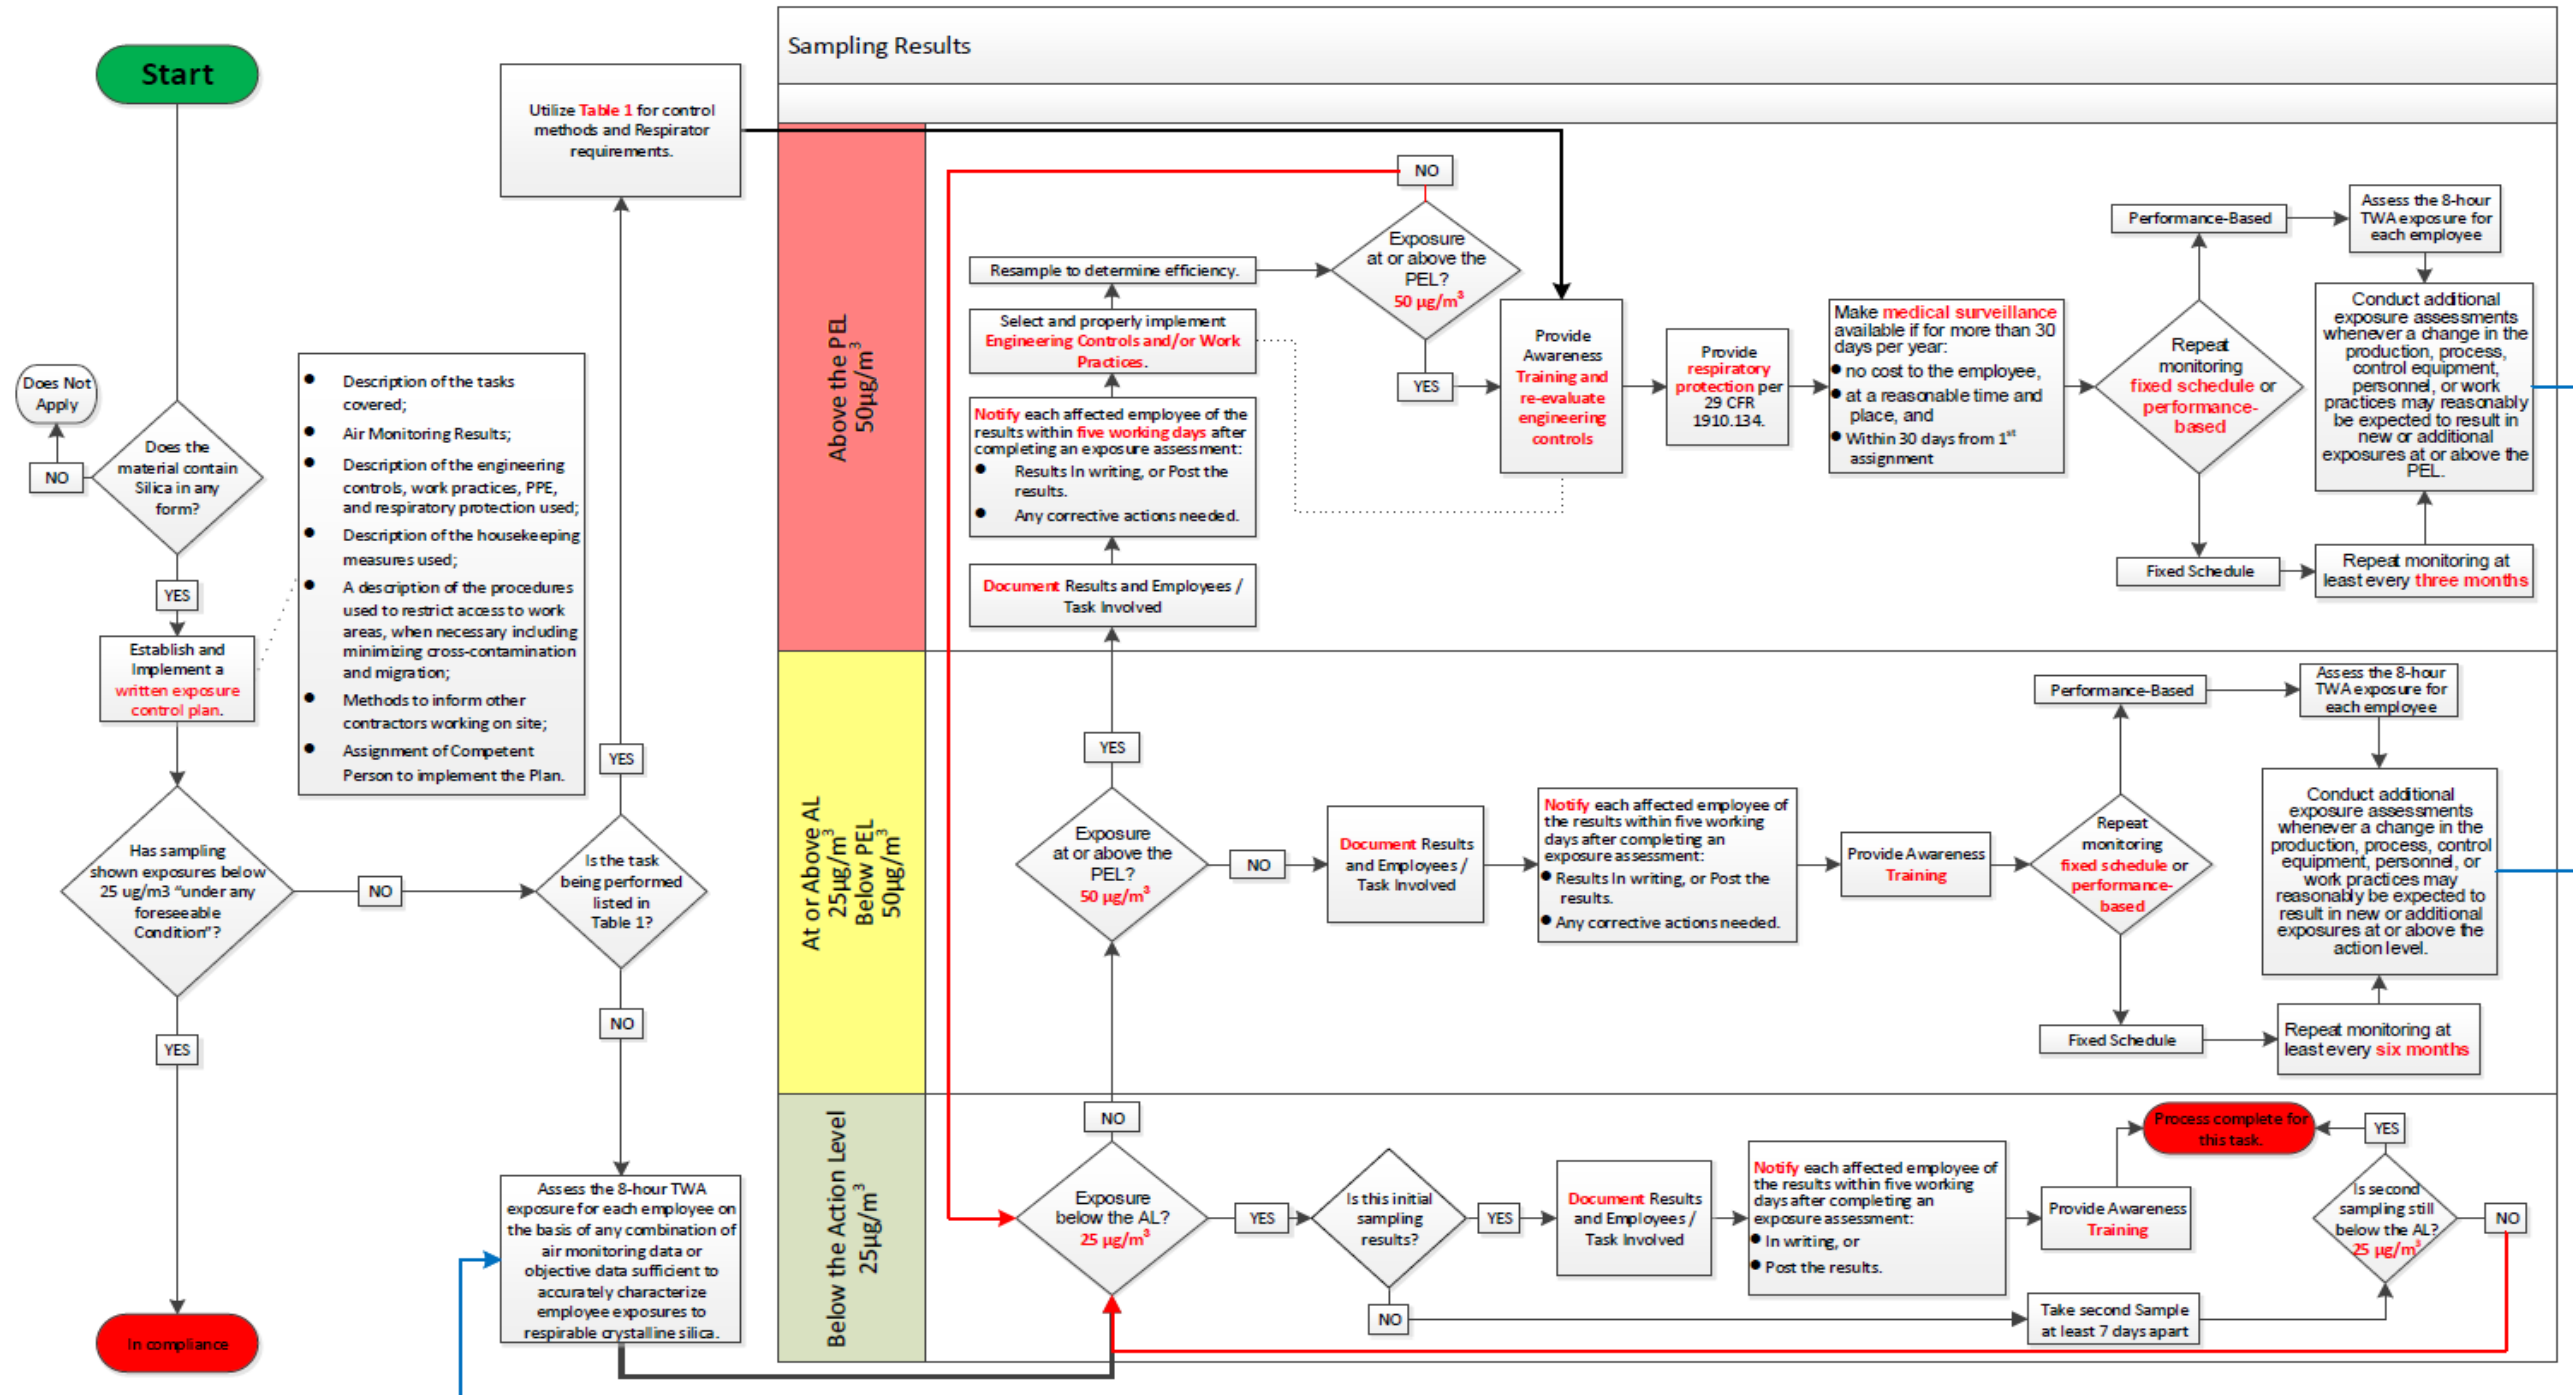 Sampling Results
Start
Does the
material contain
Silica in any
form?
NO
Does Not
Apply
YES
Establish and
Implement a
written exposure
control plan.
● Description of the tasks
covered;
● Air Monitoring Results;
● Description of the engineering
controls, work practices, PPE,
and respiratory protection used;
● Description of the housekeeping
measures used;
● A description of the procedures
used to restrict access to work
areas, when necessary including
minimizing cross-contamination
and migration;
● Methods to inform other
contractors working on site;
● Assignment of Competent
Person to implement the Plan.
Has sampling
shown exposures below
25 ug/m3 "under any
foreseeable
Condition"?
YES
In compliance
NO
Is the task
being performed
listed in
Table 1?
YES
Utilize Table 1 for control
methods and Respirator
requirements.
NO
Assess the 8-hour TWA
exposure for each employee on
the basis of any combination of
air monitoring data or
objective data sufficient to
accurately characterize
employee exposures to
respirable crystalline silica.
Above the PEL
50µg/m³
Document Results and Employees /
Task Involved
Notify each affected employee of the
results within five working days after
completing an exposure assessment:
● Results In writing, or Post the
results.
● Any corrective actions needed.
Select and properly implement
Engineering Controls and/or Work
Practices.
Resample to determine efficiency.
Exposure
at or above the
PEL?
50 µg/m³
NO
YES
Provide
Awareness
Training and
re-evaluate
engineering
controls
Provide
respiratory
protection per
29 CFR
1910.134.
Make medical surveillance
available if for more than 30
days per year:
● no cost to the employee,
● at a reasonable time and
place, and
● Within 30 days from 1st
assignment
Repeat
monitoring
fixed schedule or
performance-
based
Performance-Based
Assess the 8-hour
TWA exposure for
each employee
Conduct additional
exposure assessments
whenever a change in the
production, process,
control equipment,
personnel, or work
practices may reasonably
be expected to result in
new or additional
exposures at or above the
PEL.
Fixed Schedule
Repeat monitoring at
least every three months
At or Above AL
25µg/m³
Below PEL
50µg/m³
YES
Exposure
at or above the
PEL?
50 µg/m³
NO
Document Results
and Employees /
Task Involved
Notify each affected employee of
the results within five working
days after completing an
exposure assessment:
● Results In writing, or Post the
results.
● Any corrective actions needed.
Provide Awareness
Training
Repeat
monitoring
fixed schedule or
performance-
based
Performance-Based
Assess the 8-hour
TWA exposure for
each employee
Conduct additional
exposure assessments
whenever a change in the
production, process, control
equipment, personnel, or
work practices may
reasonably be expected to
result in new or additional
exposures at or above the
action level.
Fixed Schedule
Repeat monitoring at
least every six months
Below the Action Level
25µg/m³
NO
Exposure
below the AL?
25 µg/m³
YES
Is this initial
sampling
results?
YES
Document Results
and Employees /
Task Involved
Notify each affected employee of
the results within five working
days after completing an
exposure assessment:
● In writing, or
● Post the results.
Provide Awareness
Training
Process complete for
this task.
NO
Take second Sample
at least 7 days apart
Is second
sampling still
below the AL?
25 µg/m³
YES
NO